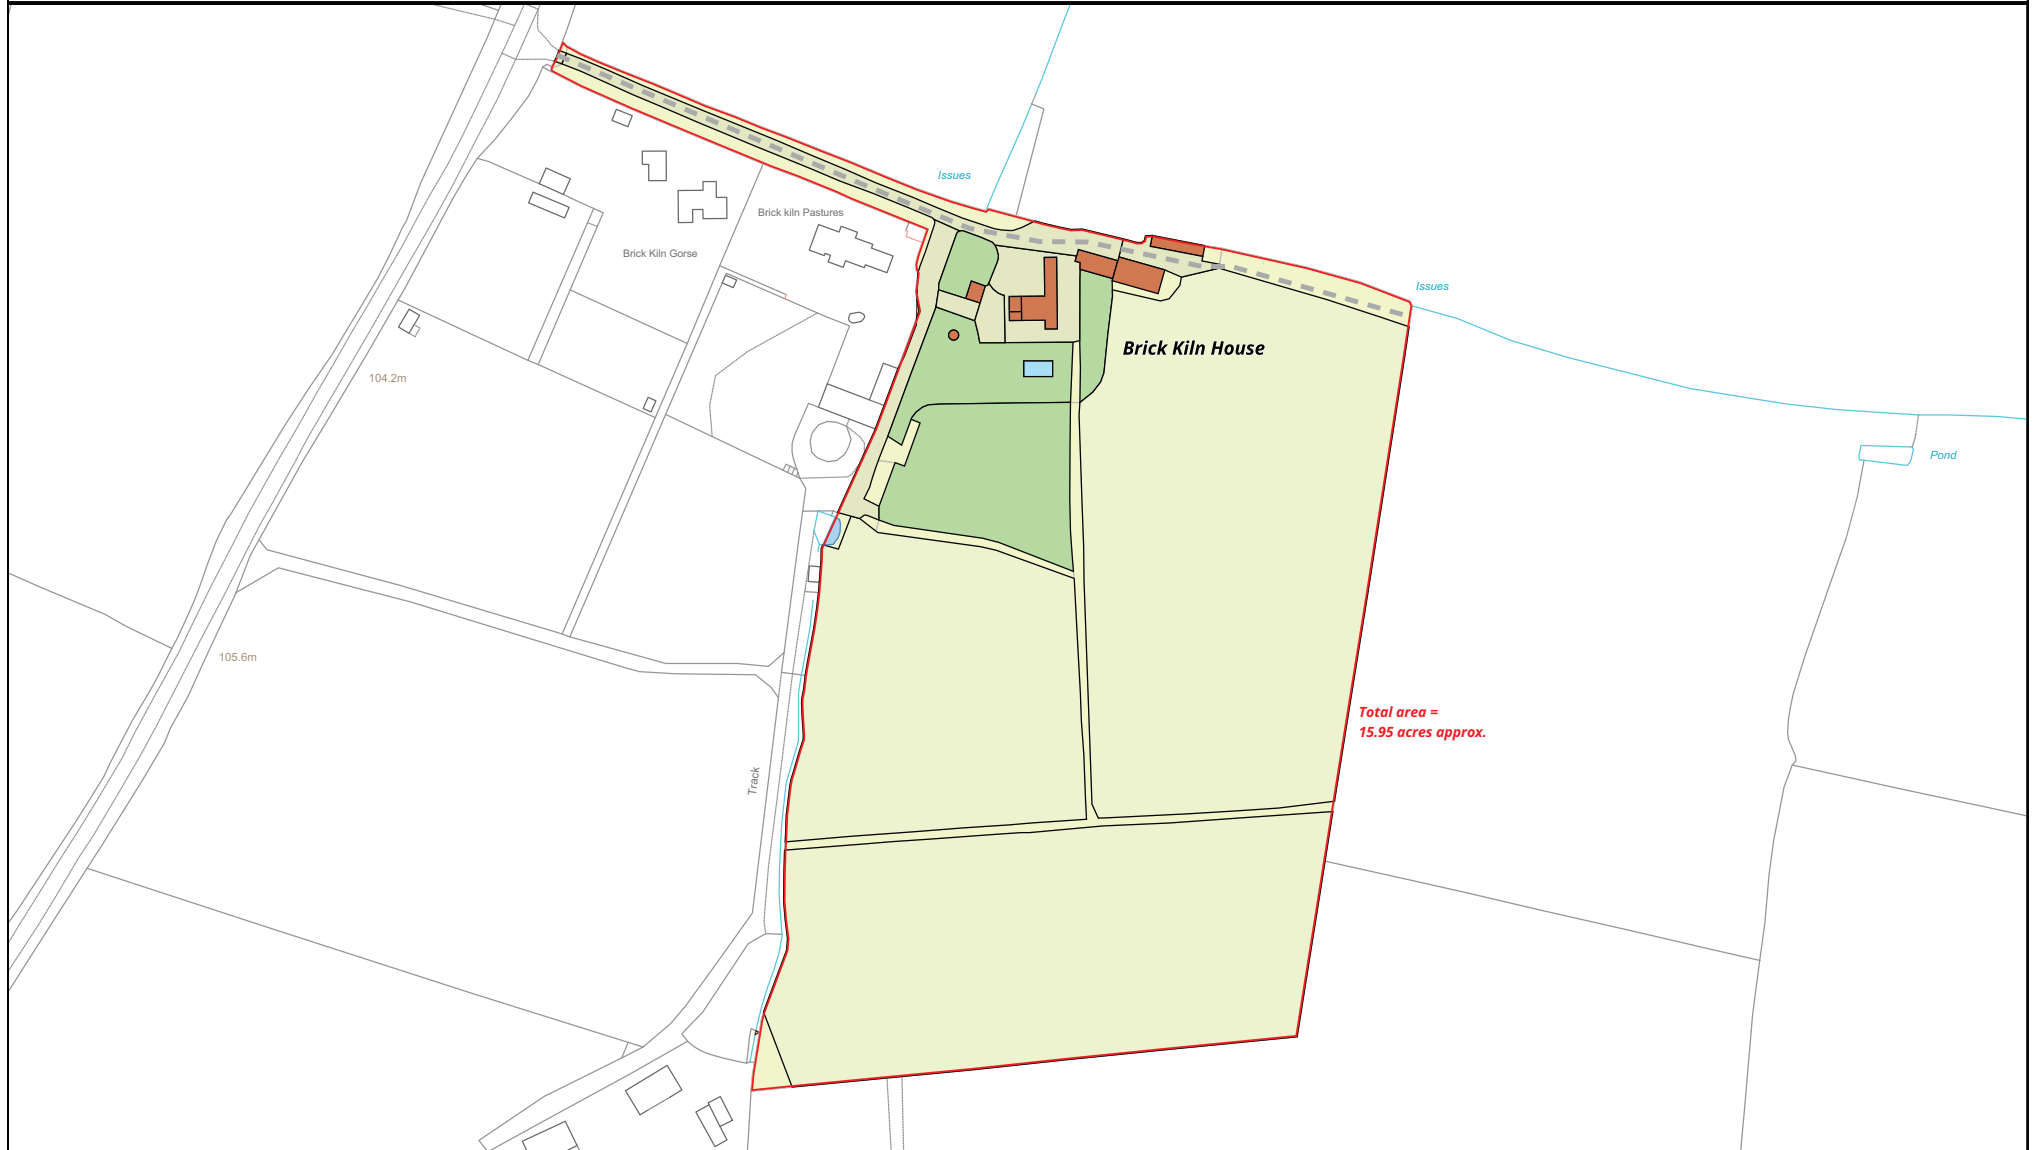 Issues
Brick kiln Pastures
Brick Kiln Gorse
Issues
Brick Kiln House
104.2m
Pond
105.6m
Total area =
15.95 acres approx.
Track